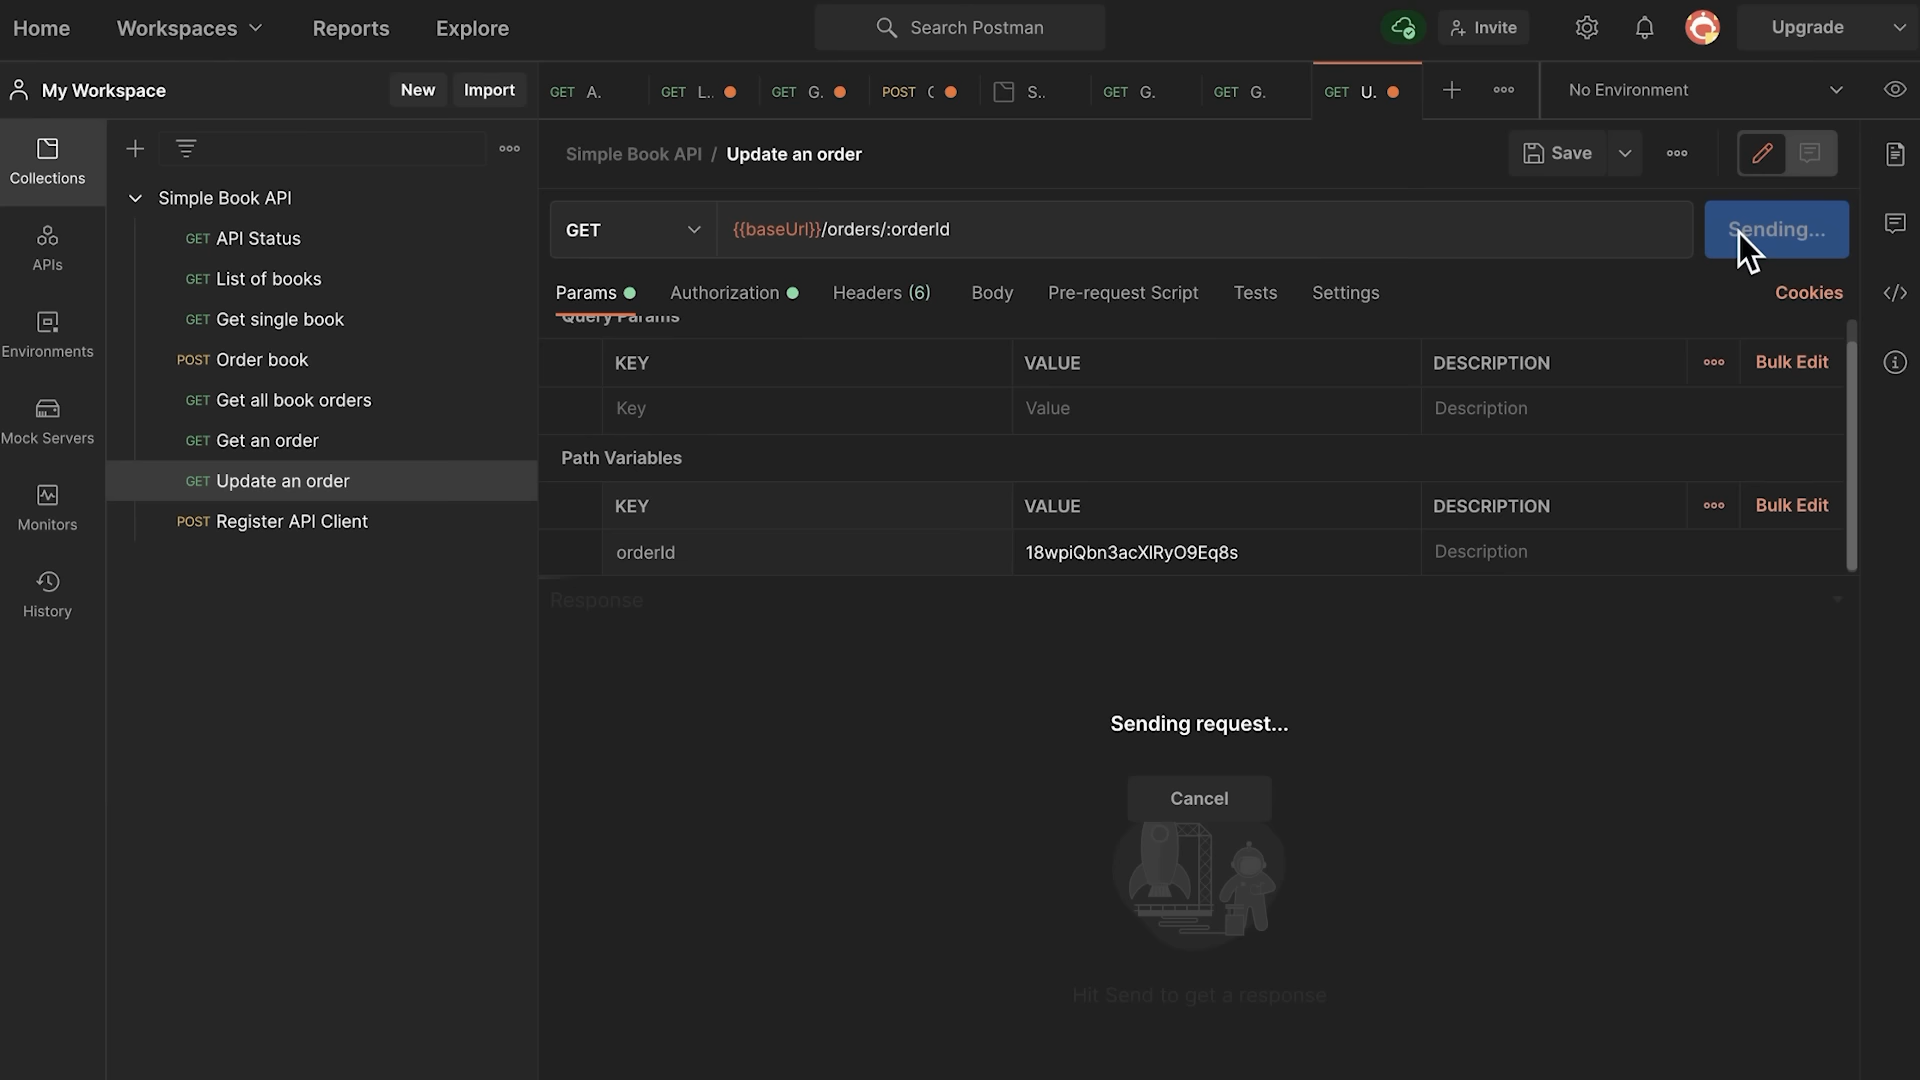 Home
Workspaces
Reports
Explore
Search Postman
Invite
Upgrade
My Workspace
New
Import
GET A.
GET L..
GET G.
POST C
S..
GET G.
GET G.
GET U.
No Environment
Collections
APIs
Environments
Mock Servers
Monitors
History
Simple Book API
GET API Status
GET List of books
GET Get single book
POST Order book
GET Get all book orders
GET Get an order
GET Update an order
POST Register API Client
Simple Book API / Update an order
Save
GET
{{baseUrl}}/orders/:orderId
Sending...
Params
Authorization
Headers (6)
Body
Pre-request Script
Tests
Settings
Cookies
Query Params
KEY VALUE DESCRIPTION Bulk Edit
Key Value Description
Path Variables
KEY VALUE DESCRIPTION Bulk Edit
orderId 18wpiQbn3acXlRyO9Eq8s Description
Response
Sending request...
Cancel
Hit Send to get a response